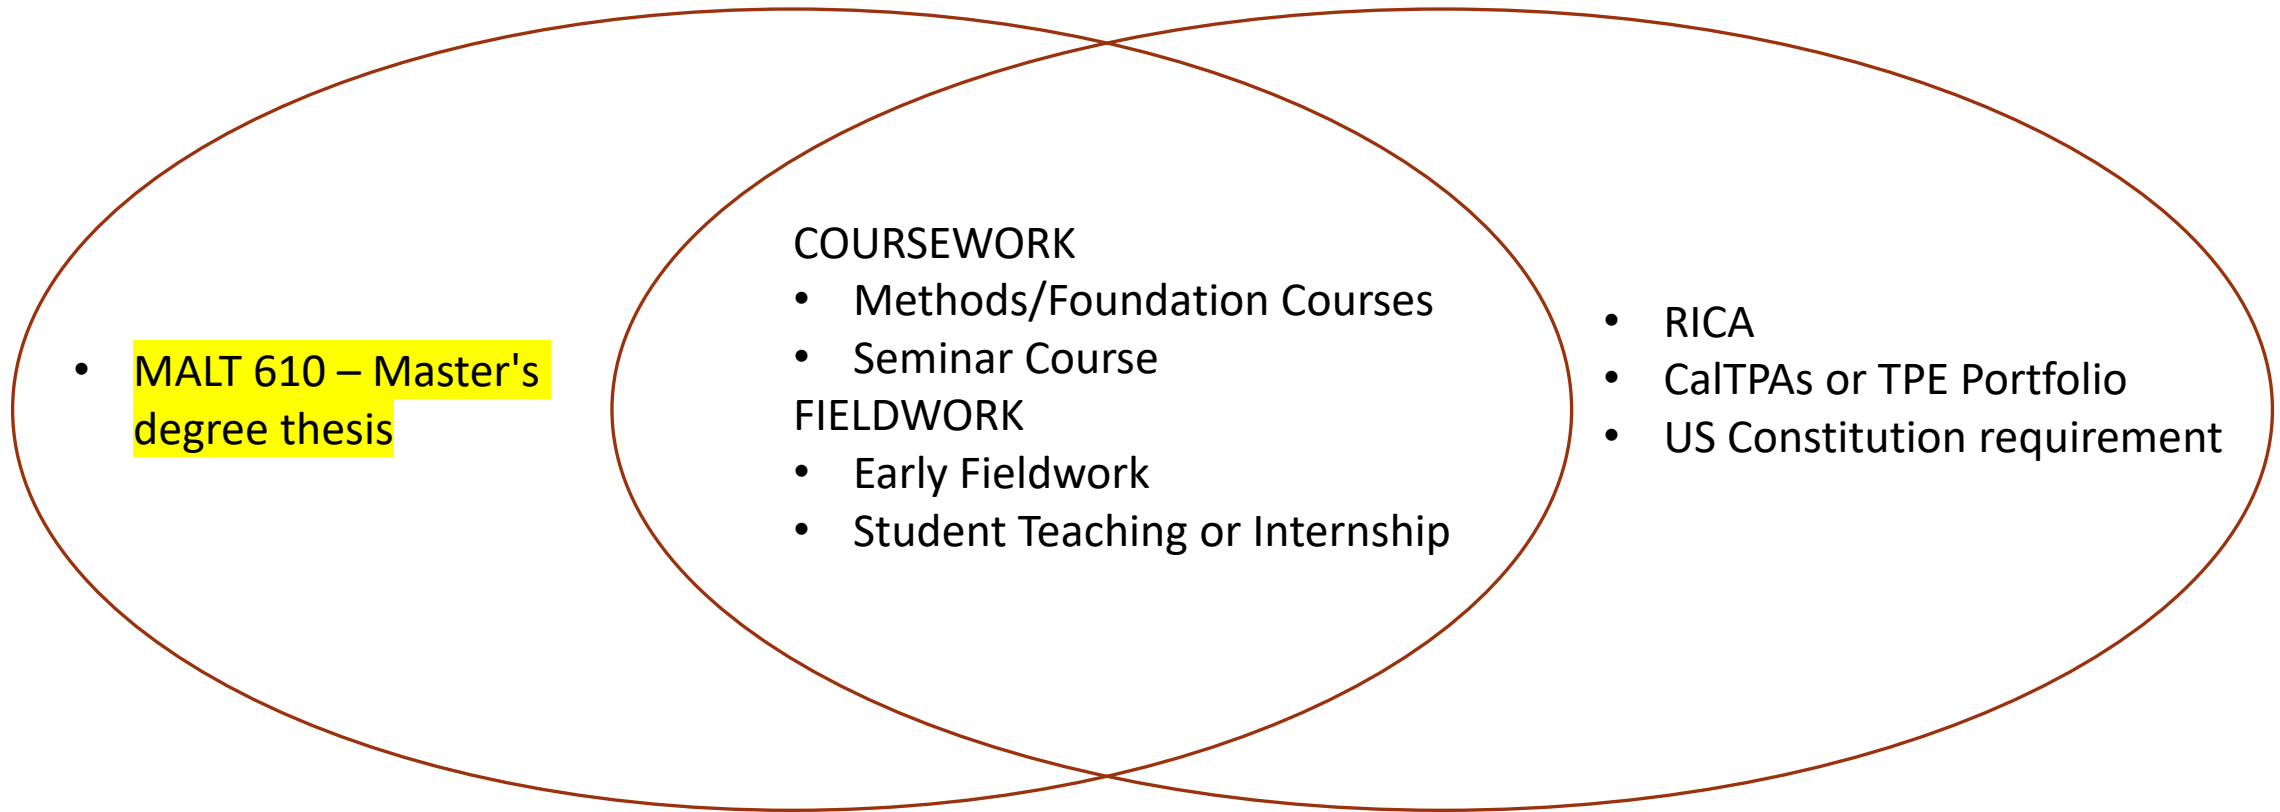 • MALT 610 – Master's
degree thesis
COURSEWORK
• Methods/Foundation Courses
• Seminar Course
FIELDWORK
• Early Fieldwork
• Student Teaching or Internship
• RICA
• CalTPAs or TPE Portfolio
• US Constitution requirement